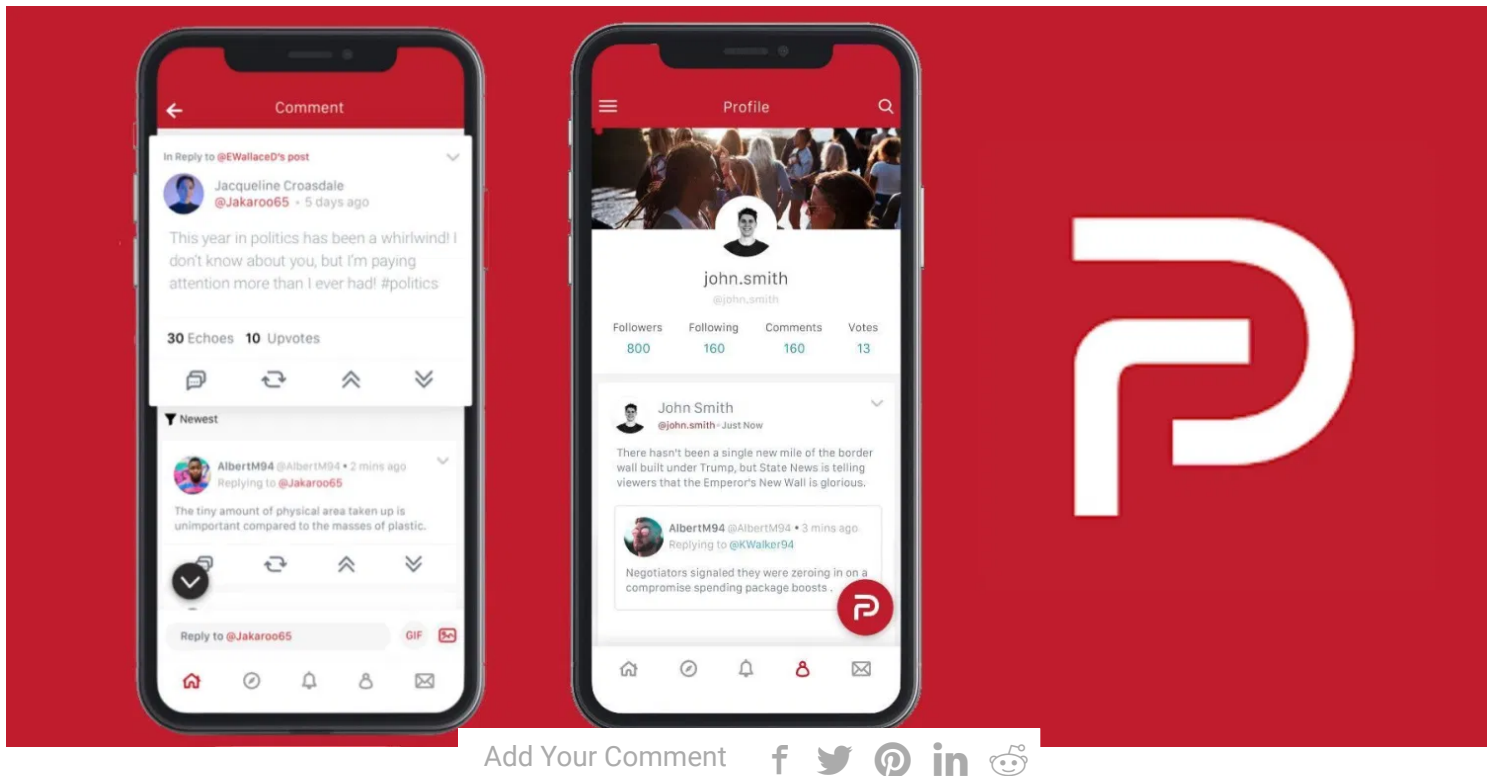 Comment
In Reply to @EWallaceD's post
Jacqueline Croasdale
@Jakaroo65 • 5 days ago
This year in politics has been a whirlwind! I
don't know about you, but I'm paying
attention more than I ever had! #politics
30 Echoes 10 Upvotes
Newest
AlbertM94 @AlbertM94 • 2 mins ago
Replying to @Jakaroo65
The tiny amount of physical area taken up is
unimportant compared to the masses of plastic.
Reply to @Jakaroo65 GIF
Profile
john.smith
@john.smith
Followers Following Comments Votes
800 160 160 13
John Smith
@john.smith-Just Now
There hasn't been a single new mile of the border
wall built under Trump, but State News is telling
viewers that the Emperor's New Wall is glorious.
AlbertM94 @AlbertM94 • 3 mins ago
Replying to @KWalker94
Negotiators signaled they were zeroing in on a
compromise spending package boosts .
Add Your Comment